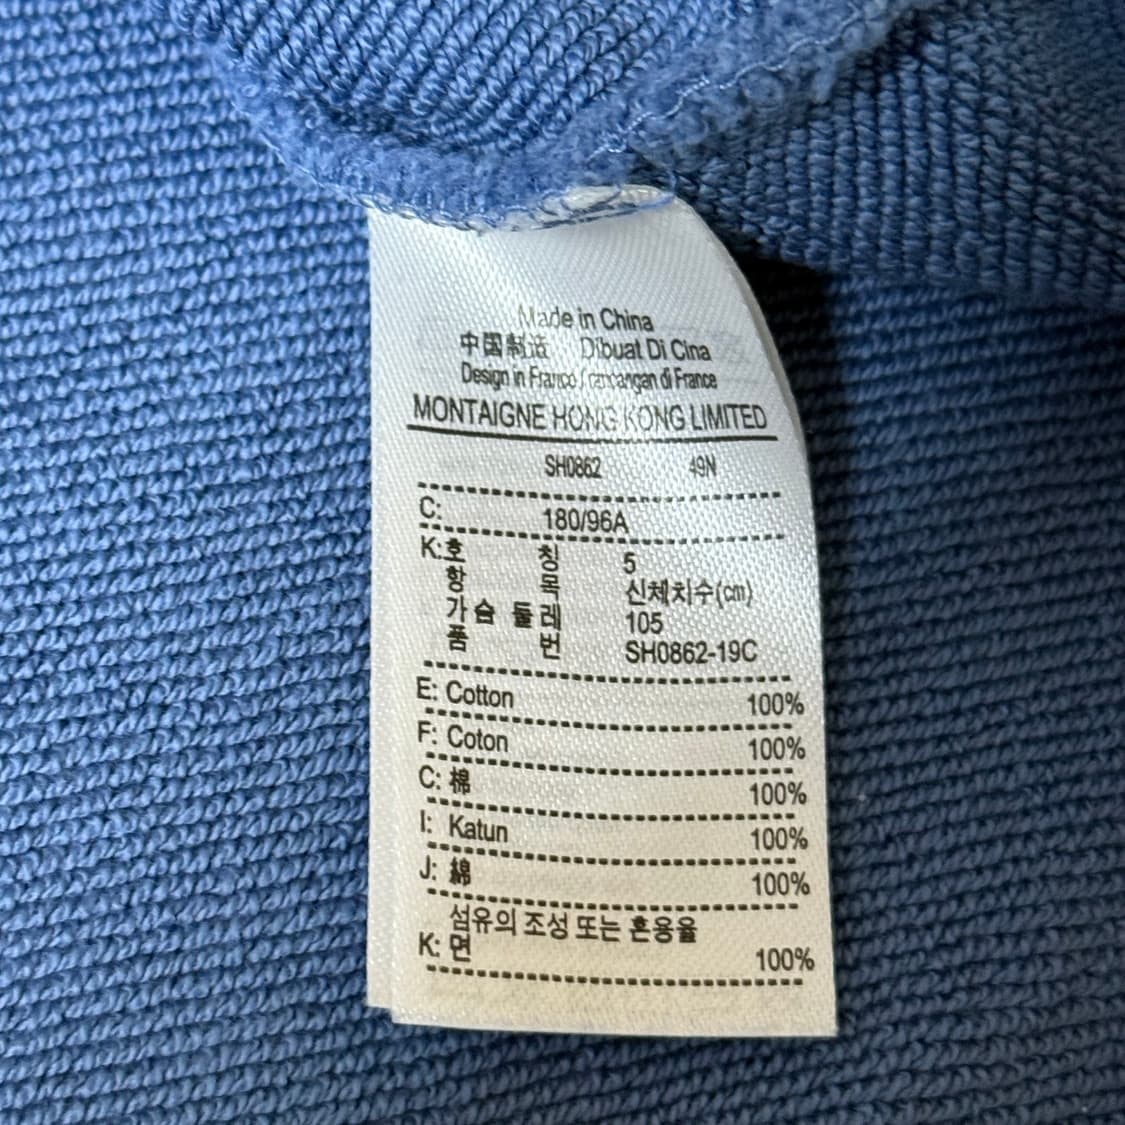 Made in China
中国制造 Dibuat Di Cina
Design in France/rancangan di France
MONTAIGNE HONG KONG LIMITED
SH0862 49N
C: 180/96A
K:호 칭 5
항 목 신체치수(cm)
가슴 둘레 105
품 번 SH0862-19C
E: Cotton 100%
F: Coton 100%
C: 棉 100%
I: Katun 100%
J: 綿 100%
섬유의 조성 또는 혼용율
K: 면 100%